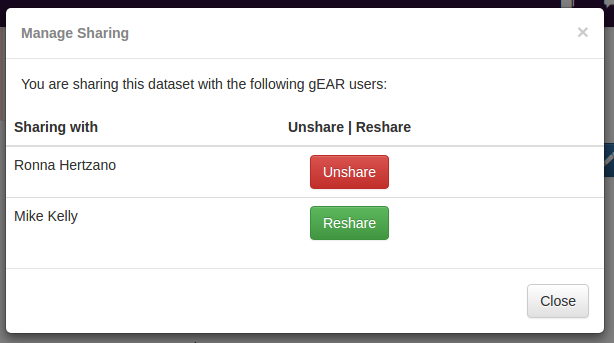 Manage Sharing ×
You are sharing this dataset with the following gEAR users:
Sharing with Unshare | Reshare
Ronna Hertzano Unshare
Mike Kelly Reshare
Close